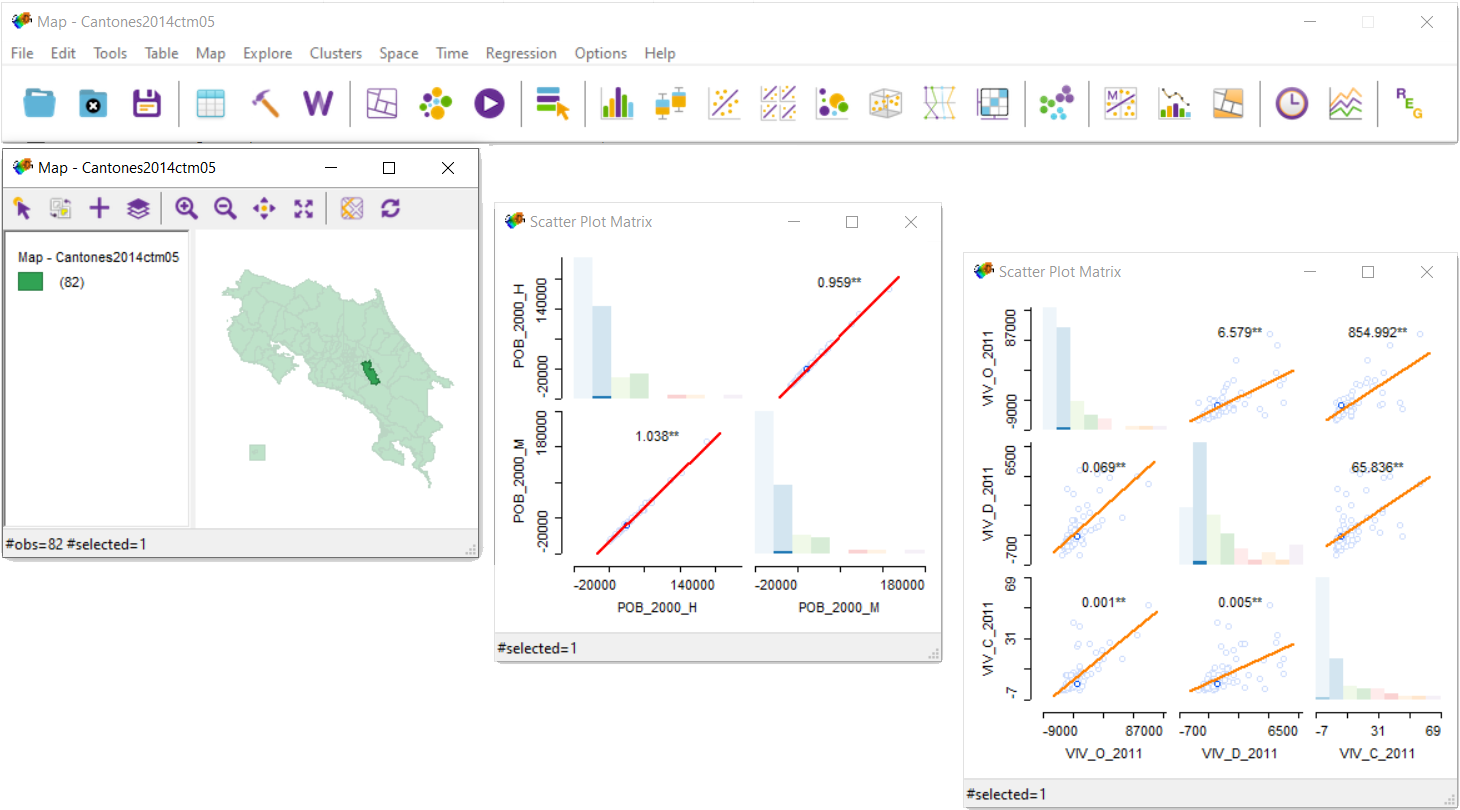 Map - Cantones2014ctm05
File Edit Tools Table Map Explore Clusters Space Time Regression Options Help
W
M
R
E
G
Map - Cantones2014ctm05
Map - Cantones2014ctm05
(82)
#obs=82 #selected=1
Scatter Plot Matrix
POB_2000_H
-20000 140000
0.959**
POB_2000_M
-20000 180000
1.038**
-20000 140000 -20000 180000
POB_2000_H POB_2000_M
#selected=1
Scatter Plot Matrix
VIV_O_2011
-9000 87000
6.579** 854.992**
VIV_D_2011
-700 6500
0.069** 65.836**
VIV_C_2011
-7 31 69
0.001** 0.005**
-9000 87000 -700 6500 -7 31 69
VIV_O_2011 VIV_D_2011 VIV_C_2011
#selected=1